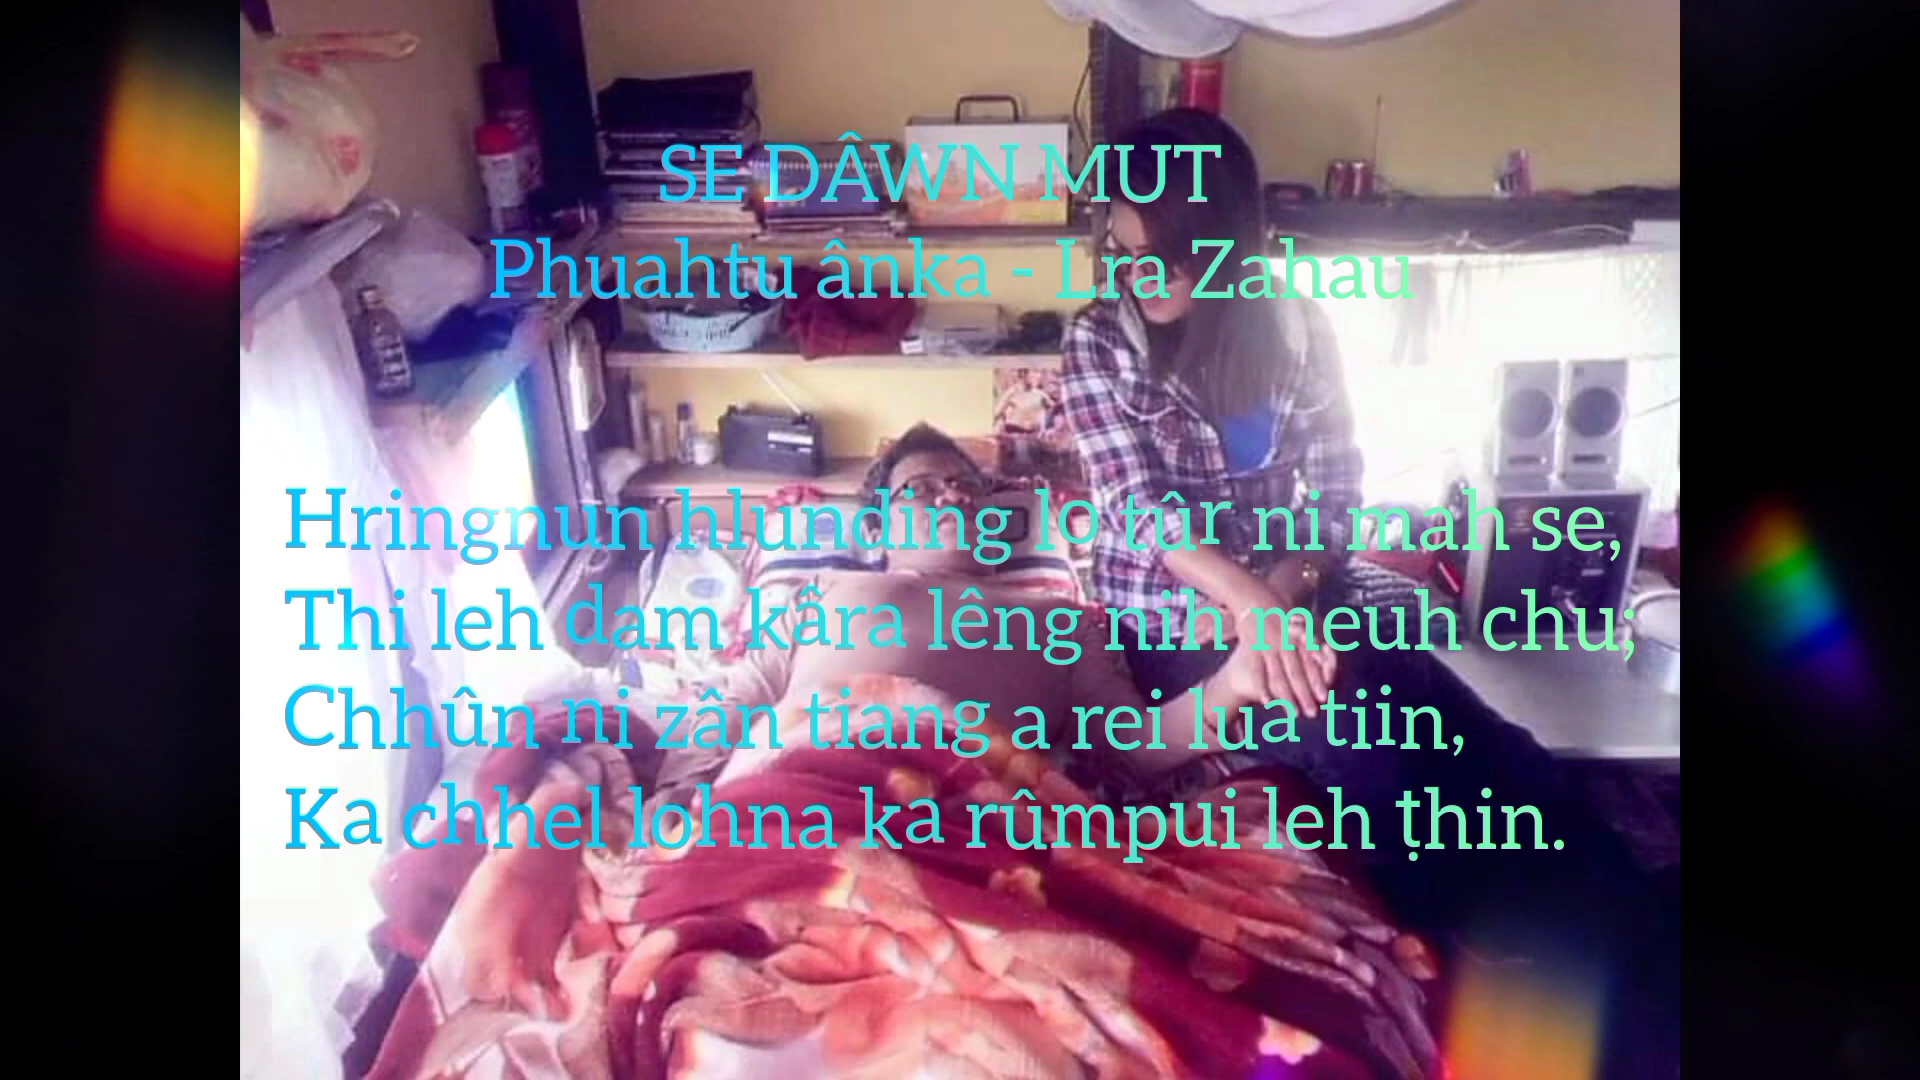 SE DÂWN MUT
Phuahtu ânka - Lra Zahau
Hringnun hlunding lo tûr ni mah se,
Thi leh dam kâra lêng nih meuh chu;
Chhûn ni zân tiang a rei lua tiin,
Ka chhel lohna ka rûmpui leh ṭhin.